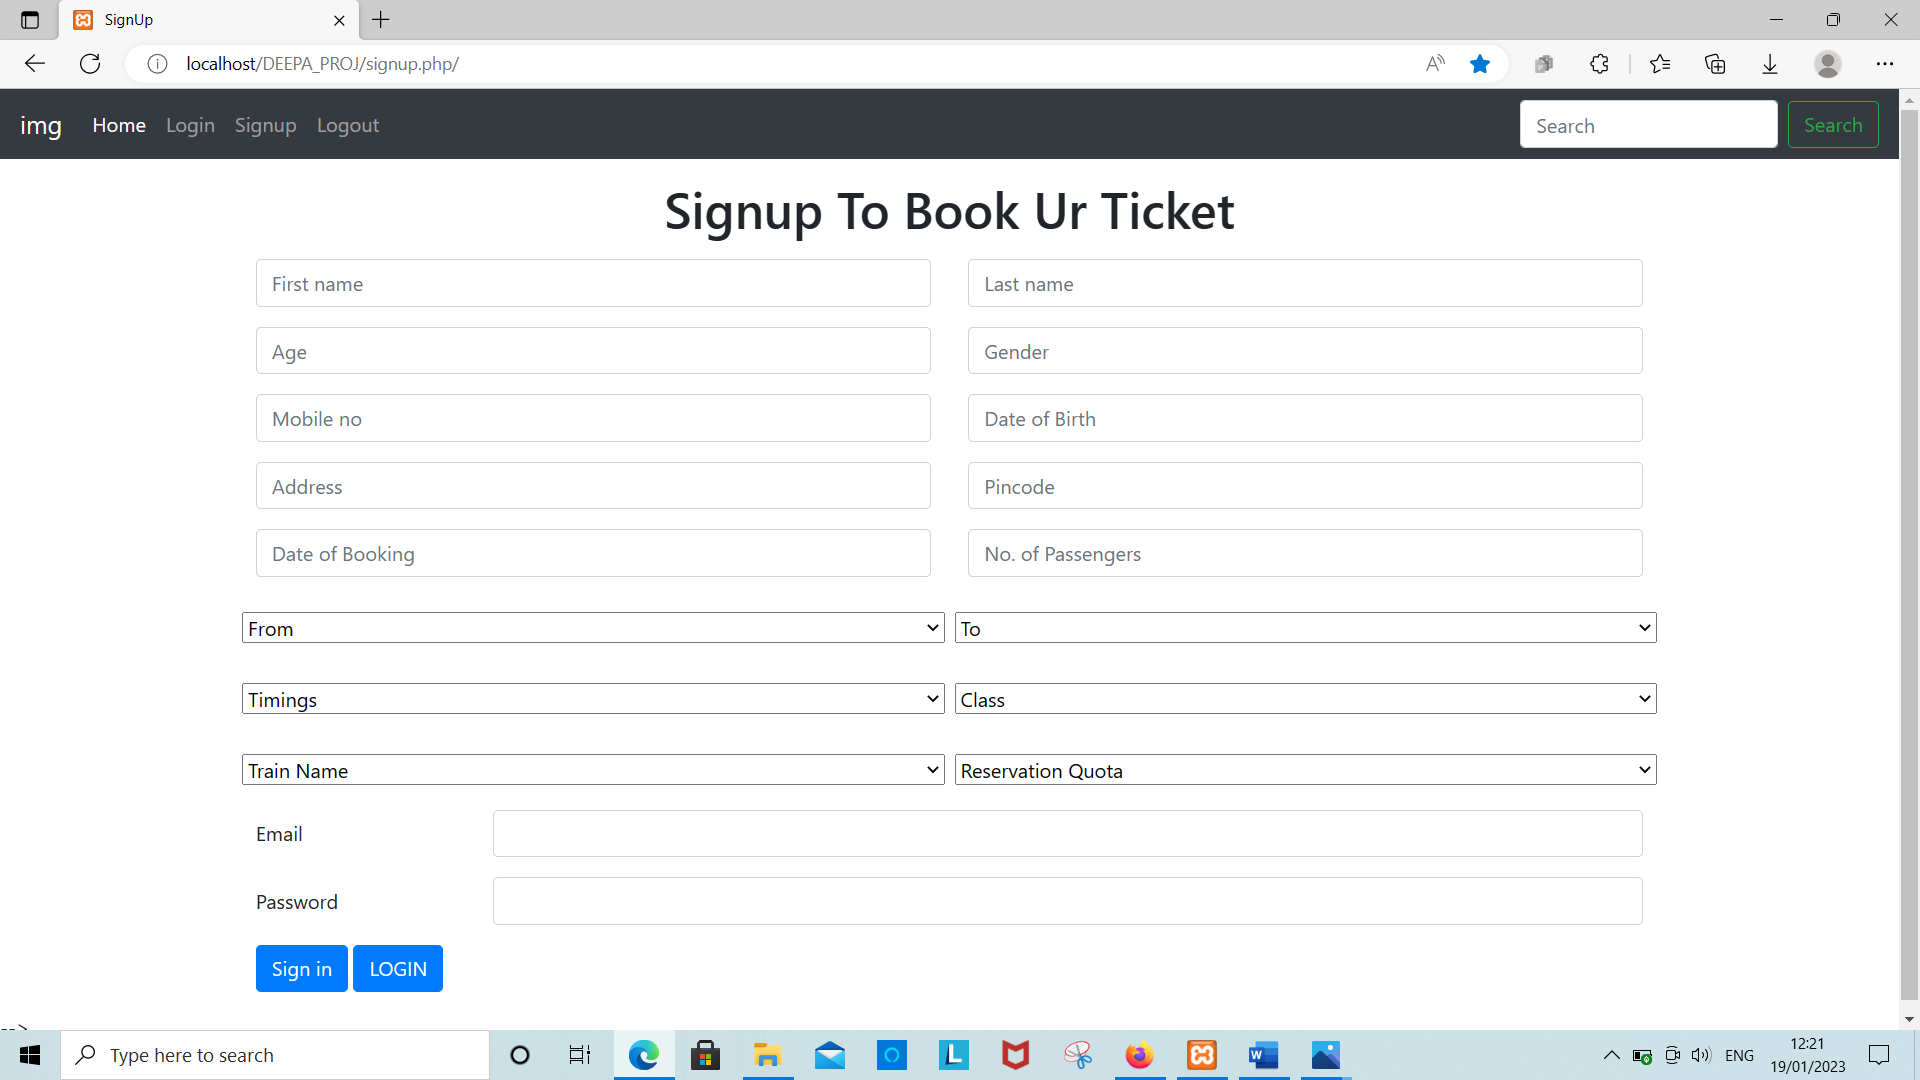 SignUp
localhost/DEEPA_PROJ/signup.php/
img Home Login Signup Logout Search Search
Signup To Book Ur Ticket
First name Last name
Age Gender
Mobile no Date of Birth
Address Pincode
Date of Booking No. of Passengers
From To
Timings Class
Train Name Reservation Quota
Email
Password
Sign in LOGIN
-->
Type here to search ENG 12:21
19/01/2023